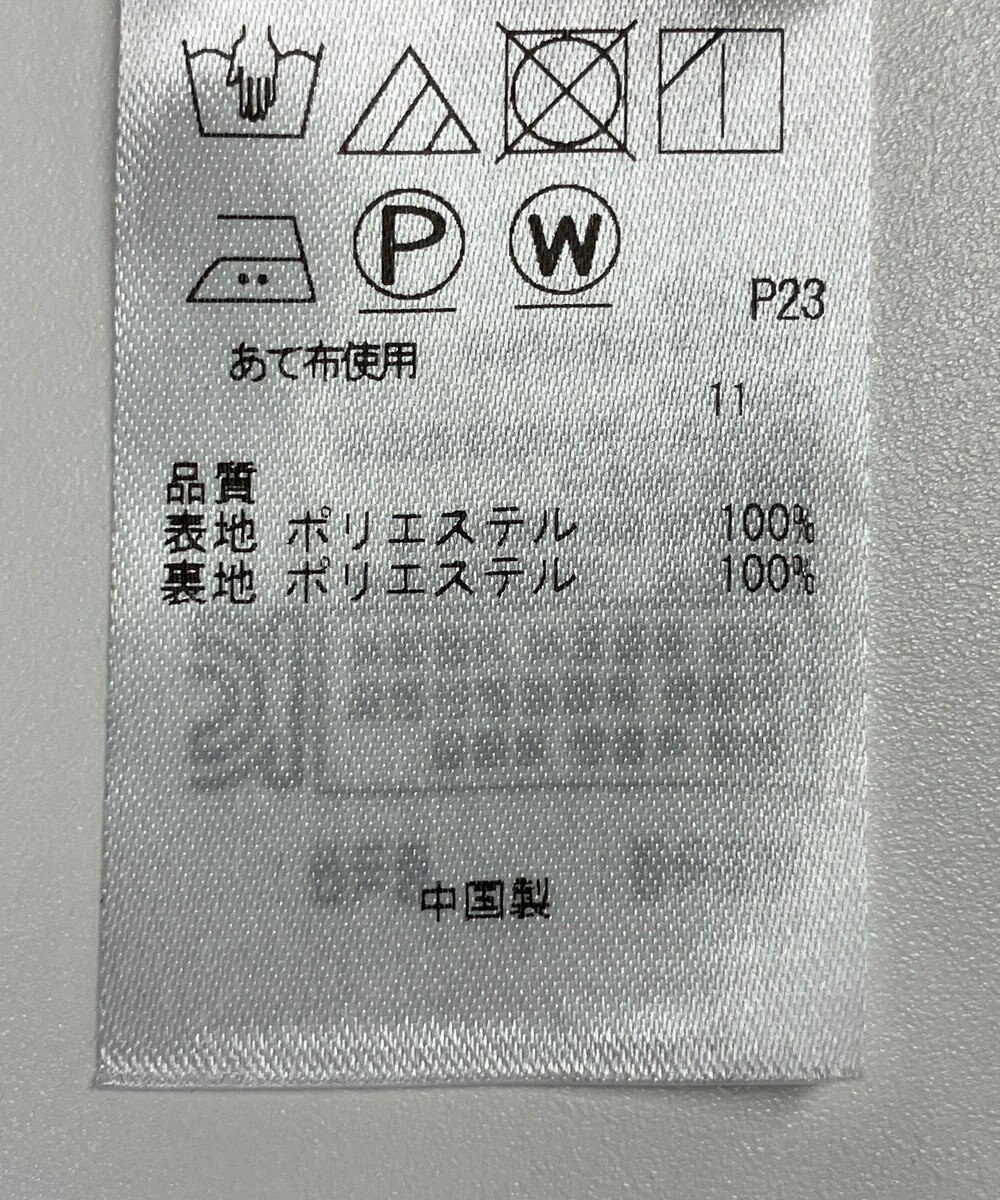 P W
P23
あて布使用
11
品質
表地 ポリエステル 100%
裏地 ポリエステル 100%
中国製